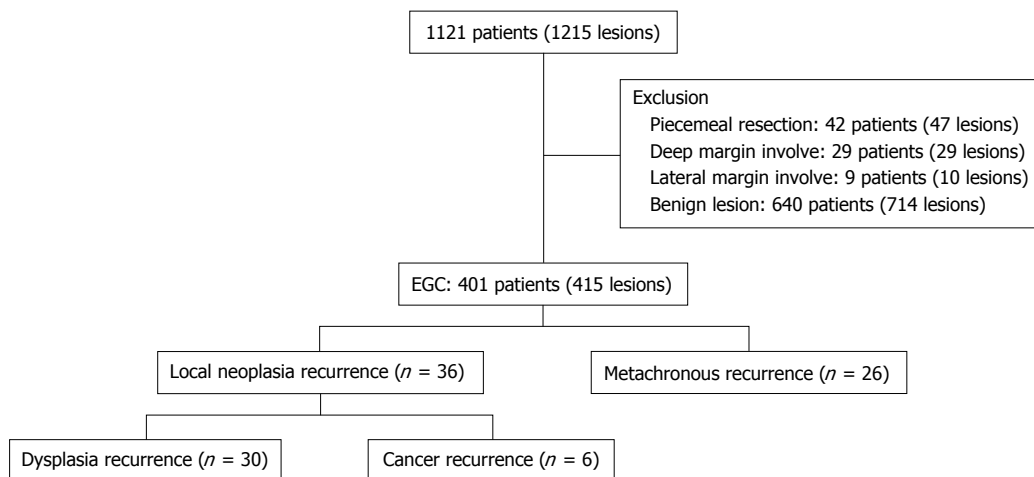 1121 patients (1215 lesions)
Exclusion
Piecemeal resection: 42 patients (47 lesions)
Deep margin involve: 29 patients (29 lesions)
Lateral margin involve: 9 patients (10 lesions)
Benign lesion: 640 patients (714 lesions)
EGC: 401 patients (415 lesions)
Local neoplasia recurrence (n = 36)
Metachronous recurrence (n = 26)
Dysplasia recurrence (n = 30)
Cancer recurrence (n = 6)